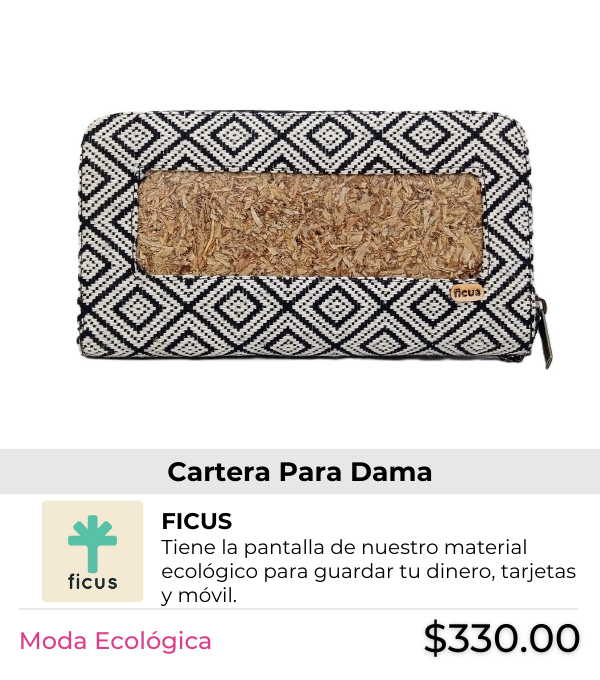 ficus
Cartera Para Dama
FICUS
Tiene la pantalla de nuestro material
ecológico para guardar tu dinero, tarjetas
y móvil.
ficus
Moda Ecológica
$330.00